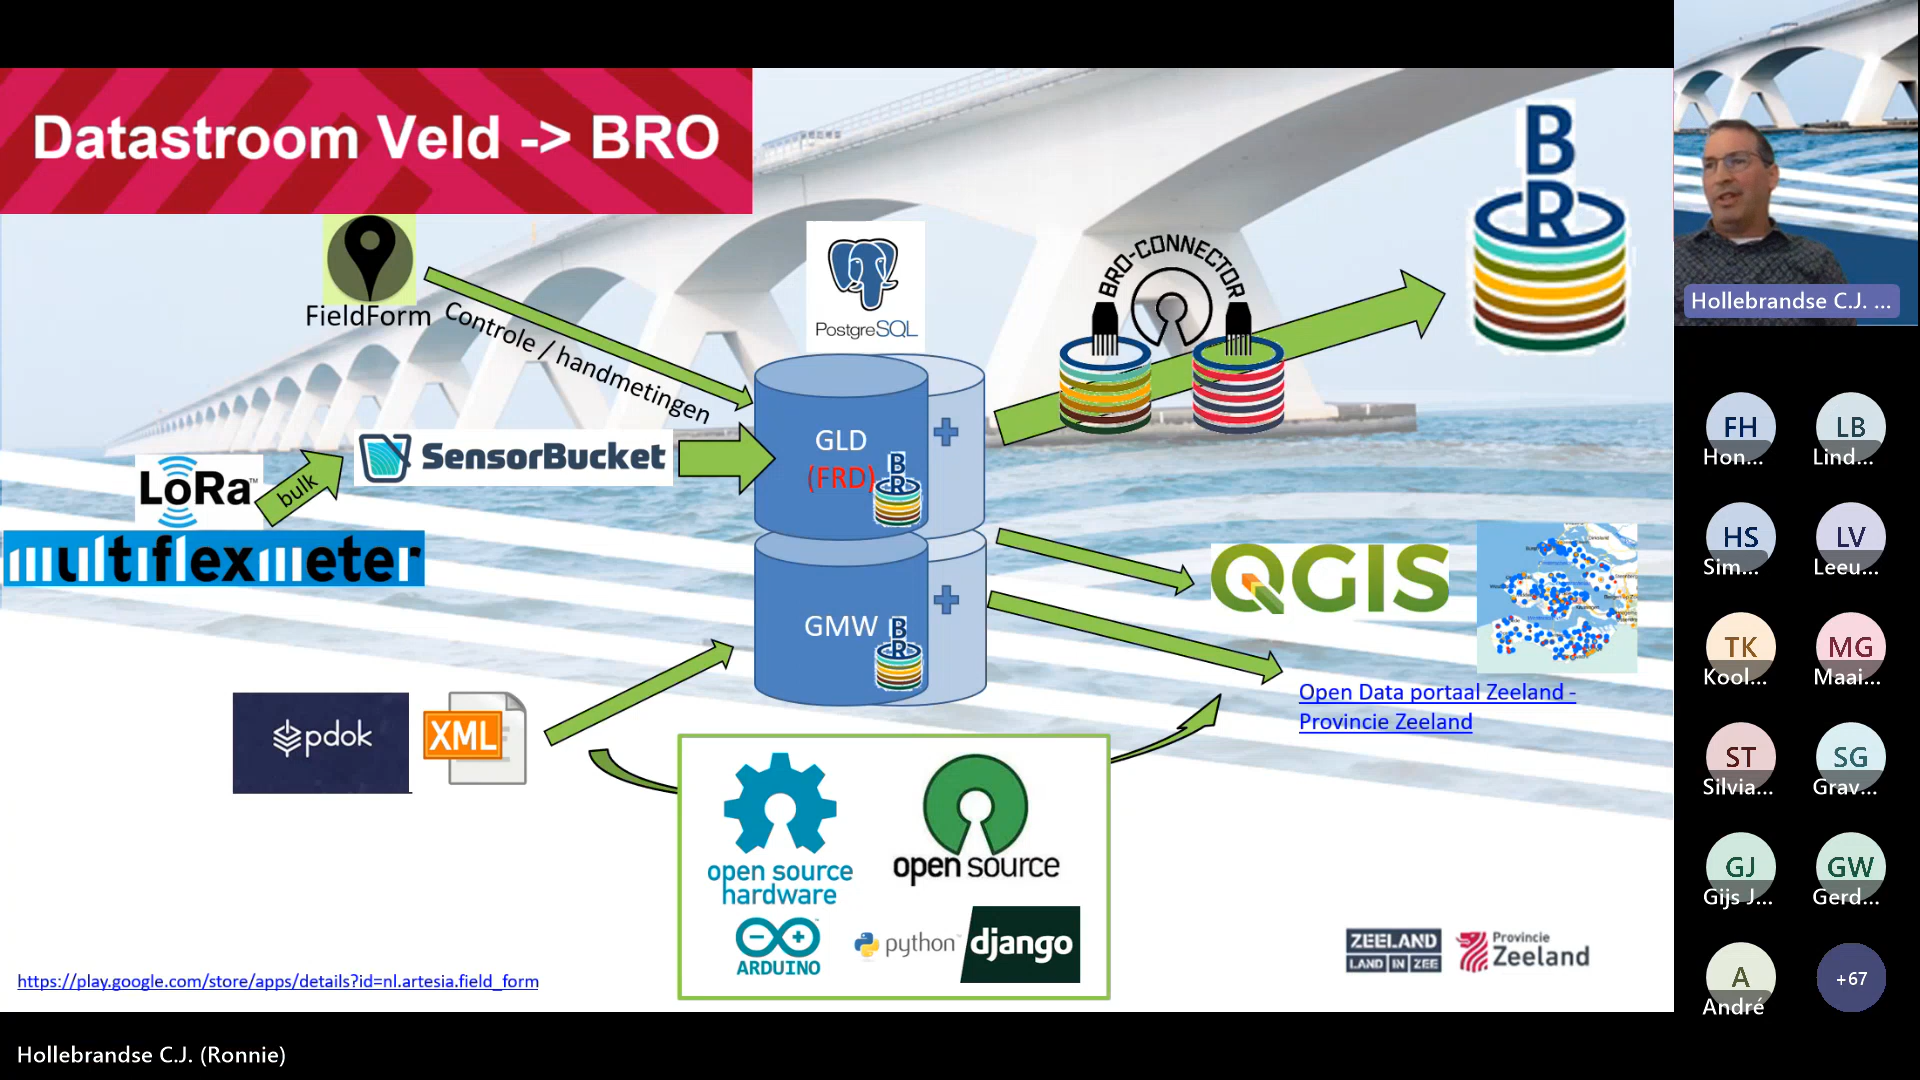 Datastroom Veld -> BRO
FieldForm
Controle / handmetingen
PostgreSQL
BRO-CONNECTOR
B
R
Hollebrandse C.J. ...
LoRa™
bulk
SensorBucket
multiflexmeter
GLD
(FRD)
B
R
GMW
B
R
QGIS
Open Data portaal Zeeland -
Provincie Zeeland
pdok
XML
open source
hardware
open source
ARDUINO
python™
django
ZEELAND
LAND IN ZEE
Provincie
Zeeland
https://play.google.com/store/apps/details?id=nl.artesia.field_form
Hollebrandse C.J. (Ronnie)
FH
Hon...
LB
Lind...
HS
Sim...
LV
Leeu...
TK
Kool...
MG
Maai...
ST
Silvia...
SG
Grav...
GJ
Gijs J...
GW
Gerd...
A
André
+67